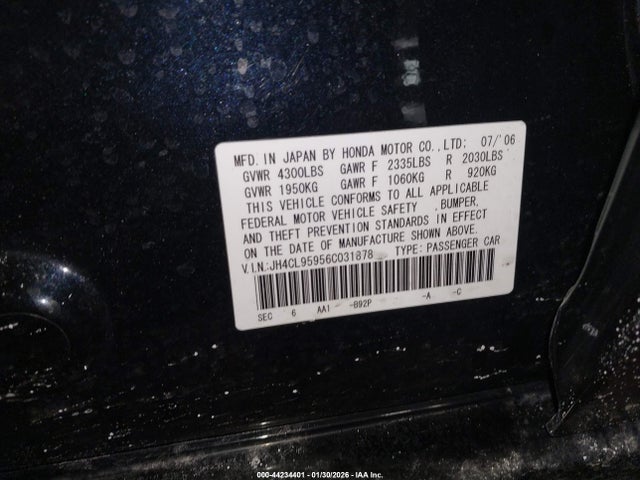 MFD. IN JAPAN BY HONDA MOTOR CO.,LTD: 07/'06
GVWR 4300LBS GAWR F 2335LBS R 2030LBS
GVWR 1950KG GAWR F 1060KG R 920KG
THIS VEHICLE CONFORMS TO ALL APPLICABLE
FEDERAL MOTOR VEHICLE SAFETY ,BUMPER,
AND THEFT PREVENTION STANDARDS IN EFFECT
ON THE DATE OF MANUFACTURE SHOWN ABOVE.
V.I.N:JH4CL95956C031878 TYPE: PASSENGER CAR
SEC 6 AA1 -B92P -A -C
000-44234401 - 01/30/2026 - IAA Inc.